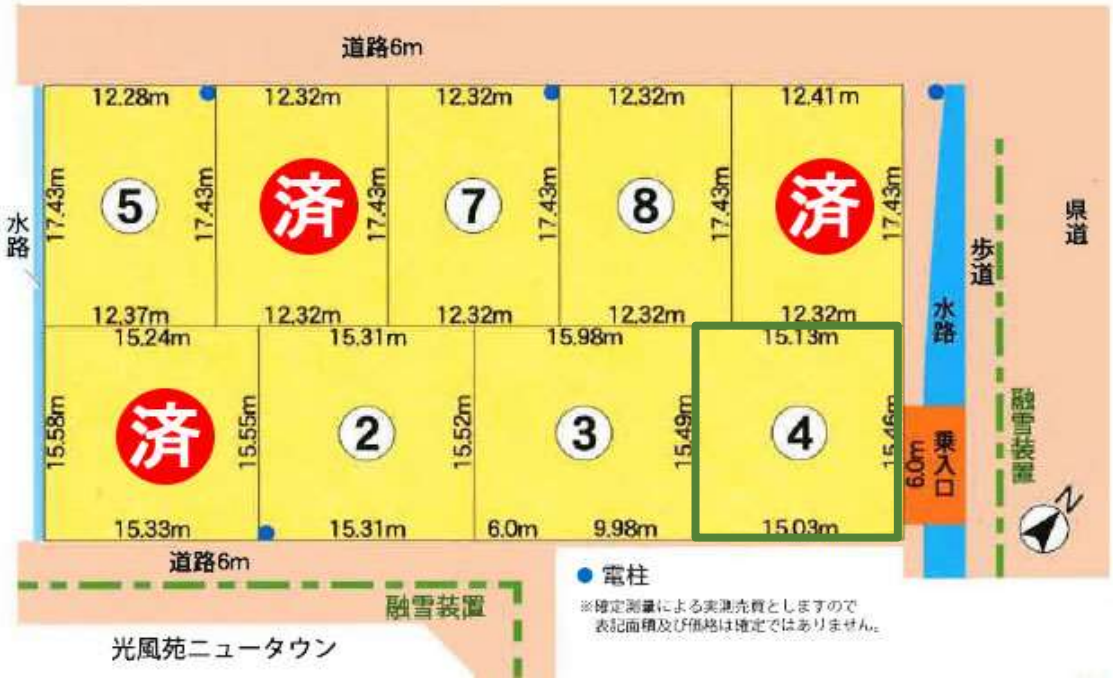 道路6m
12.28m
12.32m
12.32m
12.32m
12.41m
17.43m
5
17.43m
済
17.43m
7
17.43m
8
17.43m
済
17.43m
水路
県道
歩道
水路
12.37m
12.32m
12.32m
12.32m
12.32m
15.24m
15.31m
15.98m
15.13m
15.58m
済
15.55m
2
15.52m
3
15.49m
4
15.46m
6.0m
乗入口
融雪装置
N
15.33m
15.31m
6.0m
9.98m
15.03m
道路6m
融雪装置
光風苑ニュータウン
電柱
※確定測量による実測売買としますので
表記面積及び価格は確定ではありません。